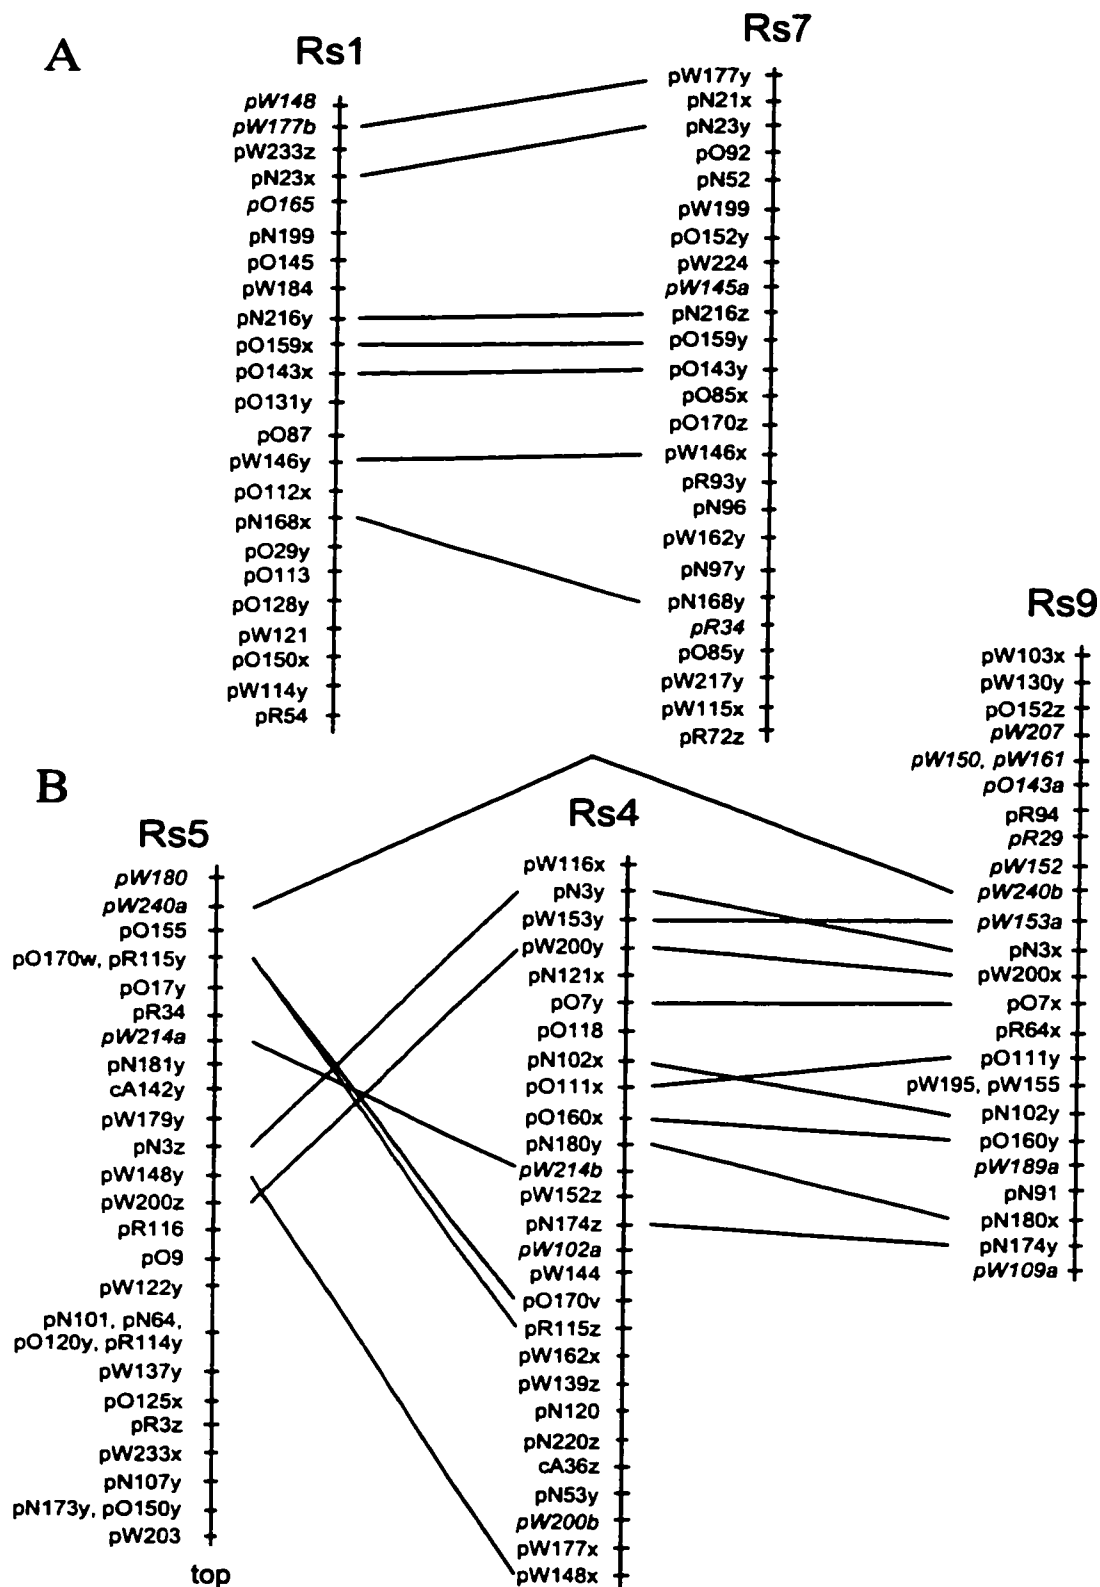 A
Rs1
pW148
pW177b
pW233z
pN23x
pO165
pN199
pO145
pW184
pN216y
pO159x
pO143x
pO131y
pO87
pW146y
pO112x
pN168x
pO29y
pO113
pO128y
pW121
pO150x
pW114y
pR54
Rs7
pW177y
pN21x
pN23y
pO92
pN52
pW199
pO152y
pW224
pW145a
pN216z
pO159y
pO143y
pO85x
pO170z
pW146x
pR93y
pN96
pW162y
pN97y
pN168y
pR34
pO85y
pW217y
pW115x
pR72z
B
Rs5
pW180
pW240a
pO155
pO170w, pR115y
pO17y
pR34
pW214a
pN181y
cA142y
pW179y
pN3z
pW148y
pW200z
pR116
pO9
pW122y
pN101, pN64,
pO120y, pR114y
pW137y
pO125x
pR3z
pW233x
pN107y
pN173y, pO150y
pW203
top
Rs4
pW116x
pN3y
pW153y
pW200y
pN121x
pO7y
pO118
pN102x
pO111x
pO160x
pN180y
pW214b
pW152z
pN174z
pW102a
pW144
pO170v
pR115z
pW162x
pW139z
pN120
pN220z
cA36z
pN53y
pW200b
pW177x
pW148x
Rs9
pW103x
pW130y
pO152z
pW207
pW150, pW161
pO143a
pR94
pR29
pW152
pW240b
pW153a
pN3x
pW200x
pO7x
pR64x
pO111y
pW195, pW155
pN102y
pO160y
pW189a
pN91
pN180x
pN174y
pW109a